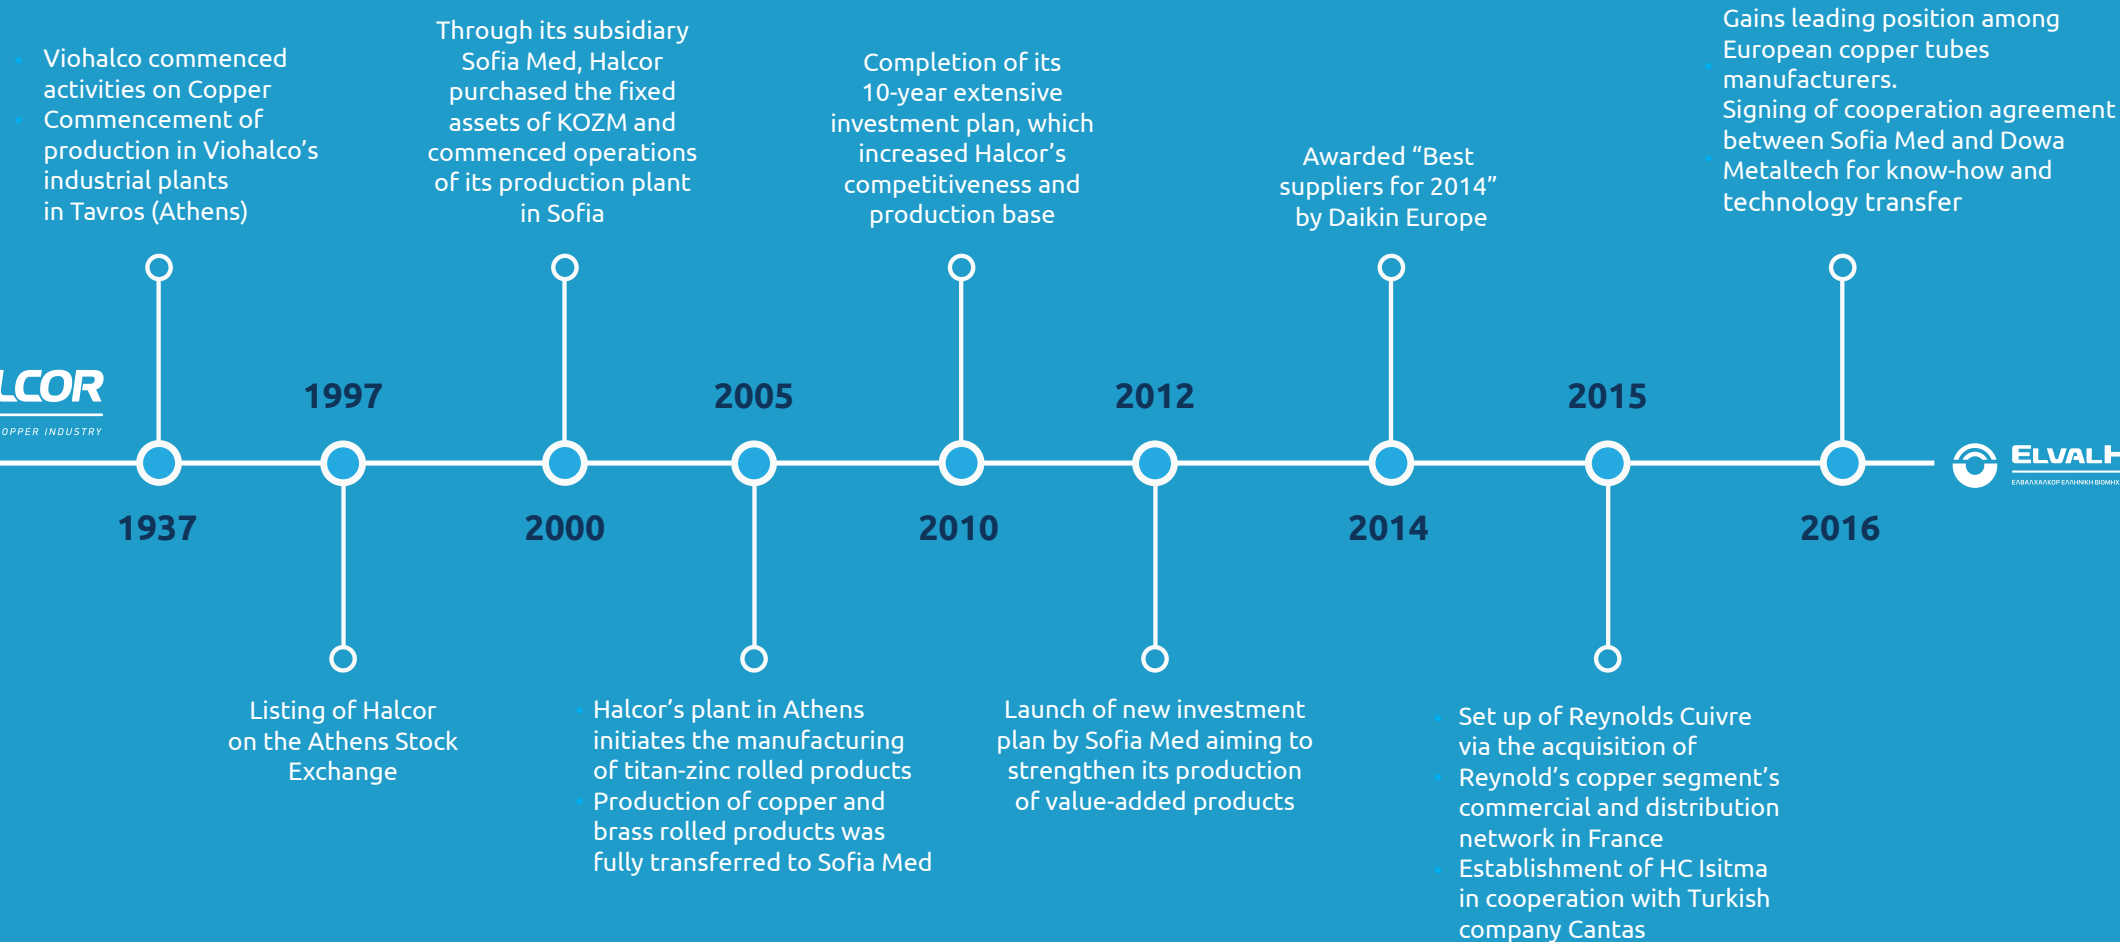 Viohalco commenced
activities on Copper
Commencement of
production in Viohalco’s
industrial plants
in Tavros (Athens)
Through its subsidiary
Sofia Med, Halcor
purchased the fixed
assets of KOZM and
commenced operations
of its production plant
in Sofia
Completion of its
10-year extensive
investment plan, which
increased Halcor’s
competitiveness and
production base
Awarded “Best
suppliers for 2014”
by Daikin Europe
Gains leading position among
European copper tubes
manufacturers.
Signing of cooperation agreement
between Sofia Med and Dowa
Metaltech for know-how and
technology transfer
LCOR
OPPER INDUSTRY
1997
2005
2012
2015
ELVALH
ΕΛΒΑΛΧΑΛΚΟΡ ΕΛΛΗΝΙΚΗ ΒΙΟΜΗΧ
1937
2000
2010
2014
2016
Listing of Halcor
on the Athens Stock
Exchange
Halcor’s plant in Athens
initiates the manufacturing
of titan-zinc rolled products
Production of copper and
brass rolled products was
fully transferred to Sofia Med
Launch of new investment
plan by Sofia Med aiming to
strengthen its production
of value-added products
Set up of Reynolds Cuivre
via the acquisition of
Reynold’s copper segment’s
commercial and distribution
network in France
Establishment of HC Isitma
in cooperation with Turkish
company Cantas